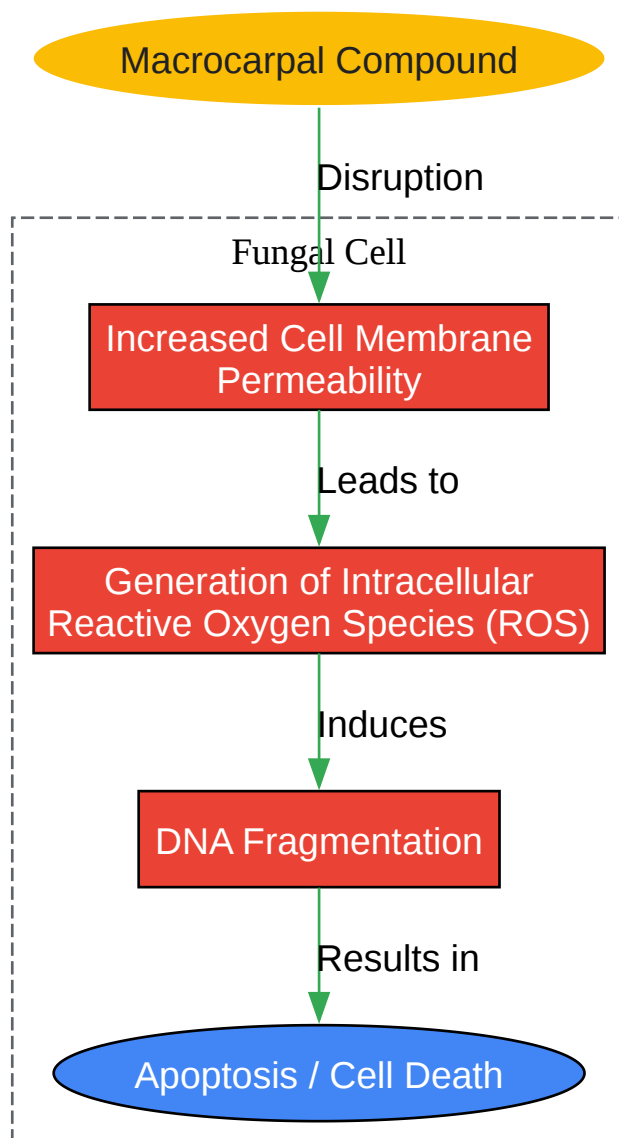 Macrocarpal Compound
Disruption
Fungal Cell
Increased Cell Membrane
Permeability
Leads to
Generation of Intracellular
Reactive Oxygen Species (ROS)
Induces
DNA Fragmentation
Results in
Apoptosis / Cell Death